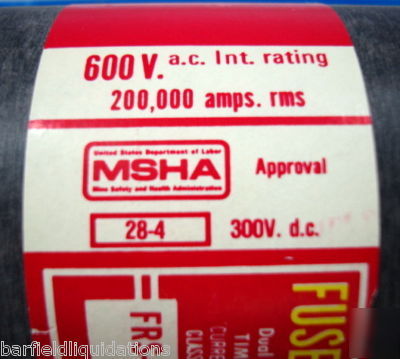 600 V. a.c. Int. rating
200,000 amps. rms
United States Department of Labor
MSHA Approval
Mine Safety and Health Administration
28-4 300V. d.c.
FUSE
Dual
TIM
CURRE
CLASS
FR
barfieldliquidations